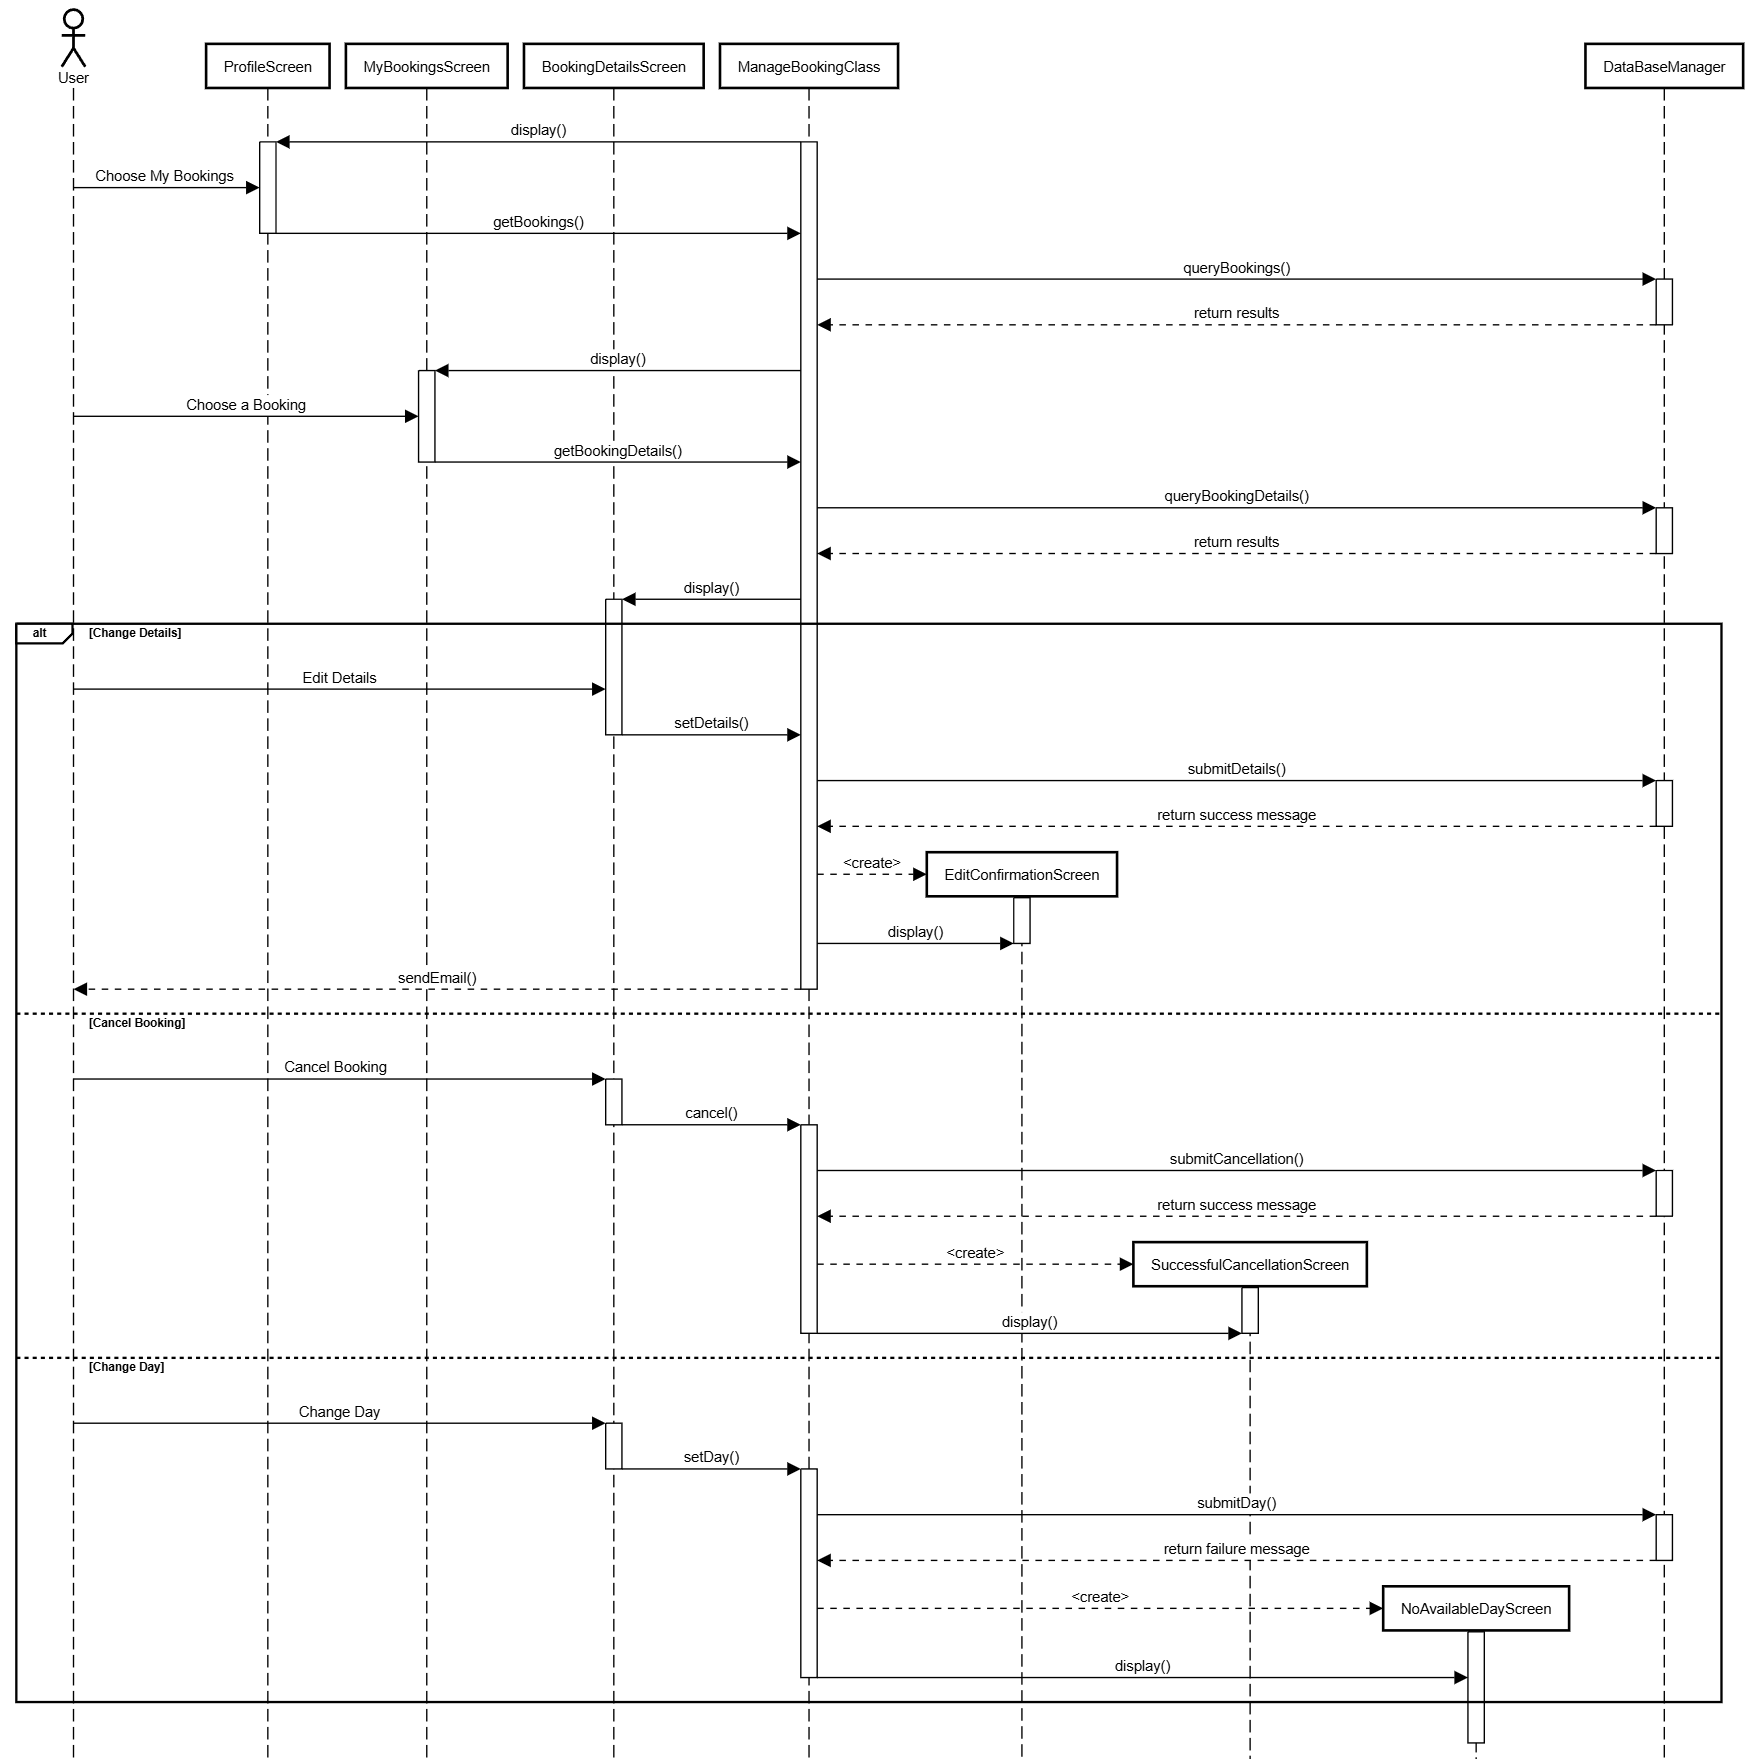 User
ProfileScreen
MyBookingsScreen
BookingDetailsScreen
ManageBookingClass
DataBaseManager
display()
Choose My Bookings
getBookings()
queryBookings()
return results
display()
Choose a Booking
getBookingDetails()
queryBookingDetails()
return results
display()
alt
[Change Details]
Edit Details
setDetails()
submitDetails()
return success message
<create>
EditConfirmationScreen
display()
sendEmail()
[Cancel Booking]
Cancel Booking
cancel()
submitCancellation()
return success message
<create>
SuccessfulCancellationScreen
display()
[Change Day]
Change Day
setDay()
submitDay()
return failure message
<create>
NoAvailableDayScreen
display()